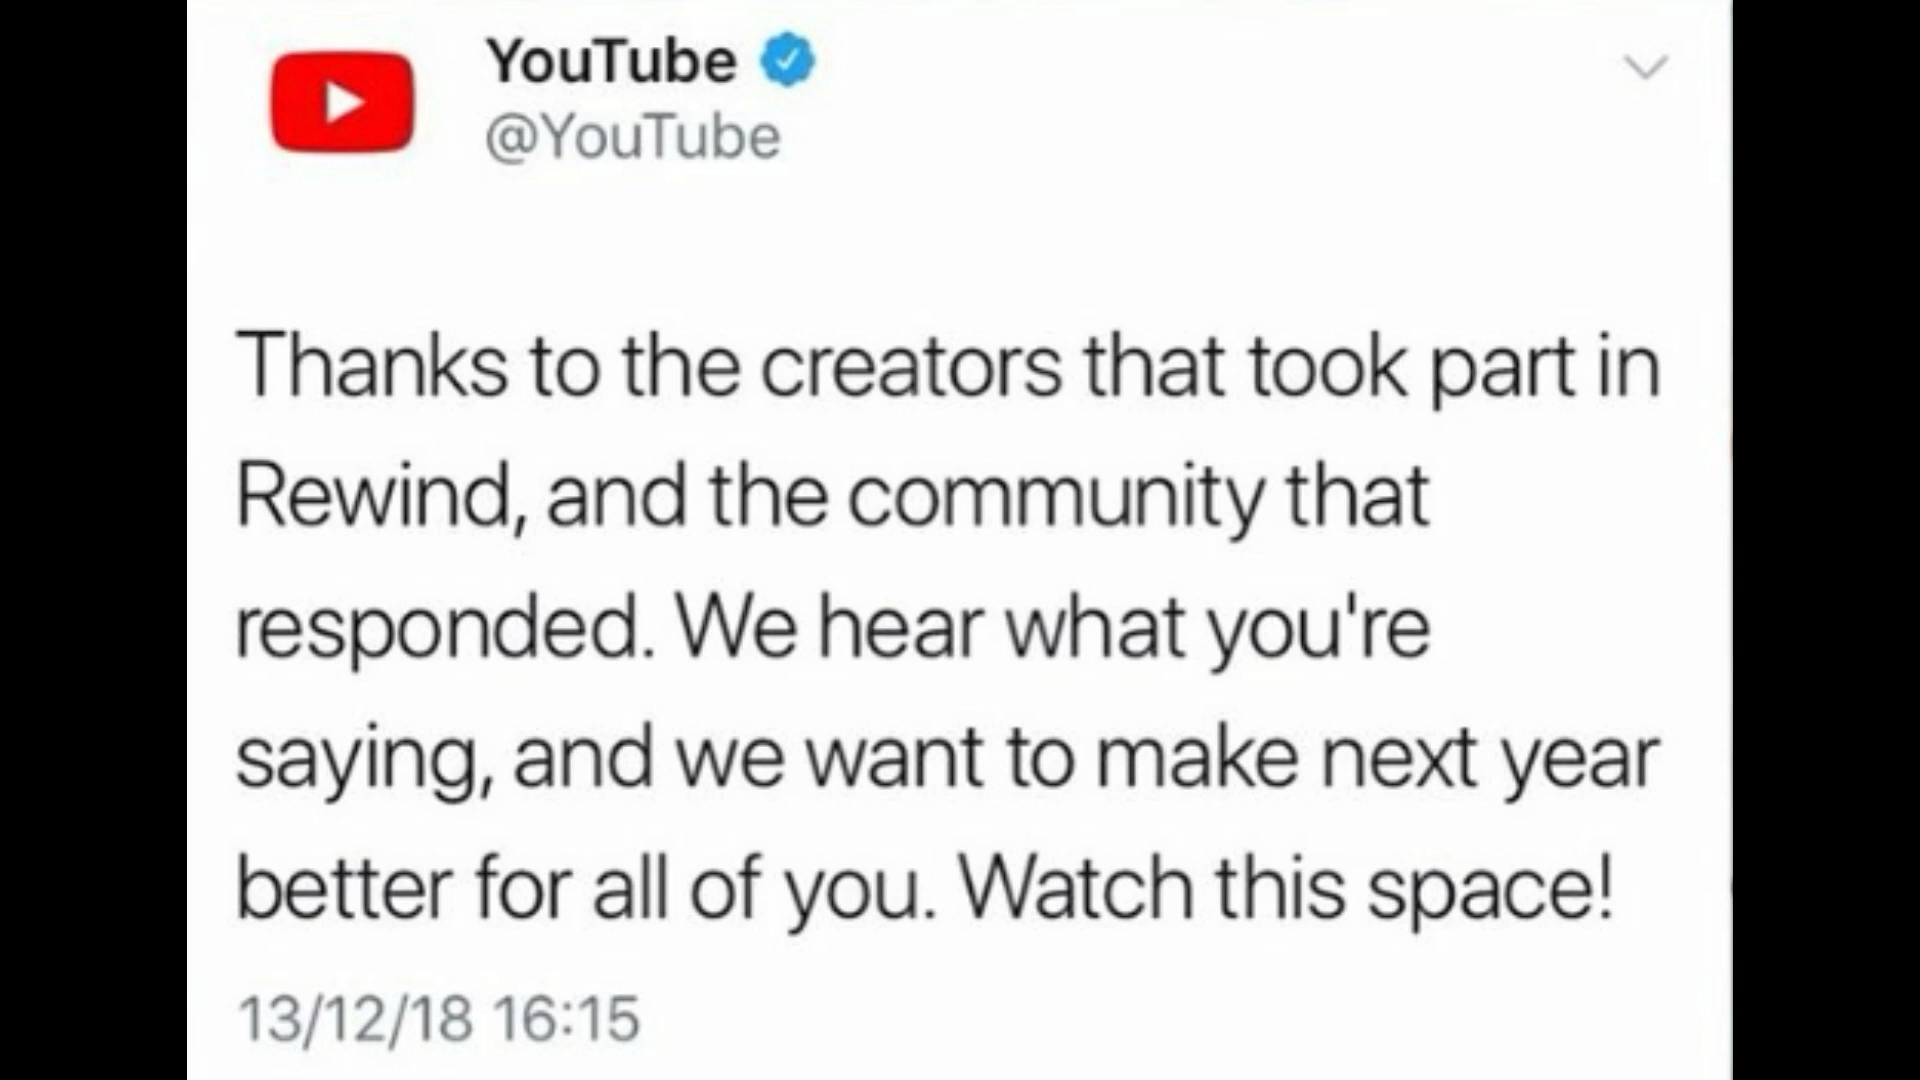 YouTube
@YouTube
Thanks to the creators that took part in
Rewind, and the community that
responded. We hear what you're
saying, and we want to make next year
better for all of you. Watch this space!
13/12/18 16:15